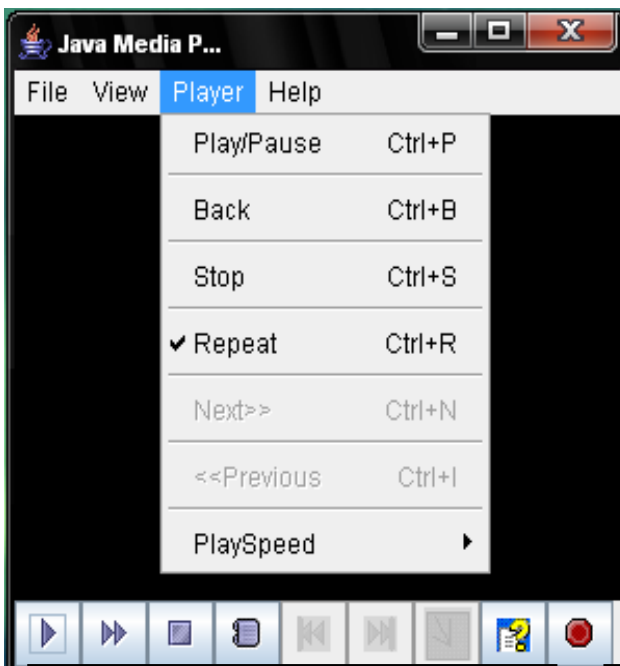 Java Media P...
File View Player Help
Play/Pause Ctrl+P
Back Ctrl+B
Stop Ctrl+S
Repeat Ctrl+R
Next>> Ctrl+N
<<Previous Ctrl+I
PlaySpeed